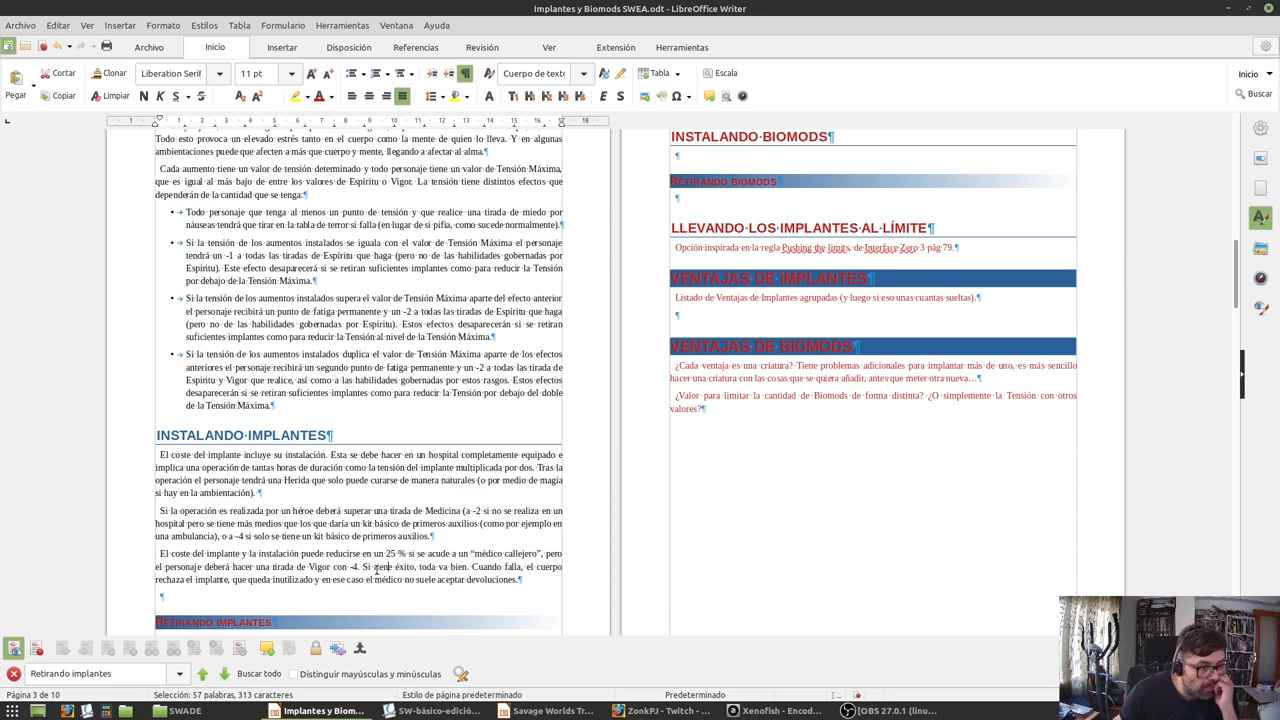 Implantes y Biomods SWEA.odt - LibreOffice Writer
Archivo Editar Ver Insertar Formato Estilos Tabla Formulario Herramientas Ventana Ayuda
Archivo Inicio Insertar Disposición Referencias Revisión Ver Extensión Herramientas
Cortar Clonar Liberation Serif 11 pt Cuerpo de texto Tabla Escala Inicio
Pegar Copiar Limpiar Buscar
Todo esto provoca un elevado estrés tanto en el cuerpo como la mente de quien lo lleva. Y en algunas
ambientaciones puede que afecten a más que cuerpo y mente, llegando a afectar al alma.¶
Cada aumento tiene un valor de tensión determinado y todo personaje tiene un valor de Tensión Máxima,
que es igual al más bajo de entre los valores de Espíritu o Vigor. La tensión tiene distintos efectos que
dependerán de la cantidad que se tenga:¶
• Todo personaje que tenga al menos un punto de tensión y que realice una tirada de miedo por
náuseas tendrá que tirar en la tabla de terror si falla (en lugar de si pifia, como sucede normalmente).¶
• Si la tensión de los aumentos instalados se iguala con el valor de Tensión Máxima el personaje
tendrá un -1 a todas las tiradas de Espíritu que haga (pero no de las habilidades gobernadas por
Espíritu). Este efecto desaparecerá si se retiran suficientes implantes como para reducir la Tensión
por debajo de la Tensión Máxima.¶
• Si la tensión de los aumentos instalados supera el valor de Tensión Máxima aparte del efecto anterior
el personaje recibirá un punto de fatiga permanente y un -2 a todas las tiradas de Espíritu que haga
(pero no de las habilidades gobernadas por Espíritu). Estos efectos desaparecerán si se retiran
suficientes implantes como para reducir la Tensión al nivel de la Tensión Máxima.¶
• Si la tensión de los aumentos instalados duplica el valor de Tensión Máxima aparte de los efectos
anteriores el personaje recibirá un segundo punto de fatiga permanente y un -2 a todas las tirada de
Espíritu y Vigor que realice, así como a las habilidades gobernadas por estos rasgos. Estos efectos
desaparecerán si se retiran suficientes implantes como para reducir la Tensión por debajo del doble
de la Tensión Máxima.¶
INSTALANDO IMPLANTES¶
El coste del implante incluye su instalación. Esta se debe hacer en un hospital completamente equipado e
implica una operación de tantas horas de duración como la tensión del implante multiplicada por dos. Tras la
operación el personaje tendrá una Herida que solo puede curarse de manera naturales (o por medio de magia
si hay en la ambientación). ¶
Si la operación es realizada por un héroe deberá superar una tirada de Medicina (a -2 si no se realiza en un
hospital pero se tiene más medios que los que daría un kit básico de primeros auxilios (como por ejemplo en
una ambulancia), o a -4 si solo se tiene un kit básico de primeros auxilios.¶
El coste del implante y la instalación puede reducirse en un 25 % si se acude a un “médico callejero”, pero
el personaje deberá hacer una tirada de Vigor con -4. Si tiene éxito, toda va bien. Cuando falla, el cuerpo
rechaza el implante, que queda inutilizado y en ese caso el médico no suele aceptar devoluciones.¶
¶
RETIRANDO IMPLANTES¶
INSTALANDO BIOMODS¶
¶
RETIRANDO BIOMODS¶
¶
LLEVANDO LOS IMPLANTES AL LÍMITE¶
Opción inspirada en la regla Pushing the limits, de Interface Zero 3 pág 79.¶
VENTAJAS DE IMPLANTES¶
Listado de Ventajas de Implantes agrupadas (y luego si eso unas cuantas sueltas).¶
¶
VENTAJAS DE BIOMODS¶
¿Cada ventaja es una criatura? Tiene problemas adicionales para implantar más de uno, es más sencillo
hacer una criatura con las cosas que se quiera añadir, antes que meter otra nueva…¶
¿Valor para limitar la cantidad de Biomods de forma distinta? ¿O simplemente la Tensión con otros
valores?¶
Retirando implantes Buscar todo Distinguir mayúsculas y minúsculas
Página 3 de 10 Selección: 57 palabras, 313 caracteres Estilo de página predeterminado Predeterminado
SWADE Implantes y Biom... SW-básico-edició... Savage Worlds Tr... ZonkPJ - Twitch - ... Xenofish – Encod... [OBS 27.0.1 (linu...